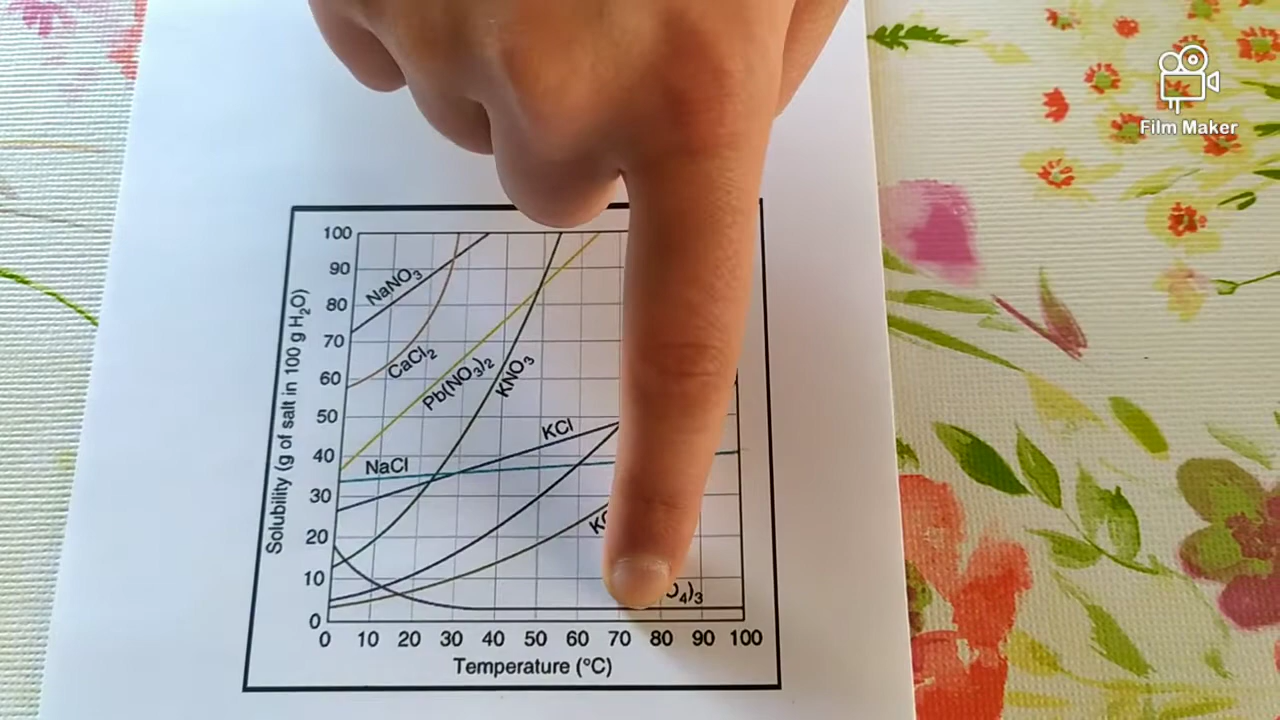 Film Maker
100
90
80
70
60
50
40
30
20
10
0
Solubility (g of salt in 100 g H₂O)
NaNO₃
CaCl₂
Pb(NO₃)₂
KNO₃
KCl
NaCl
0 10 20 30 40 50 60 70 80 90 100
Temperature (°C)